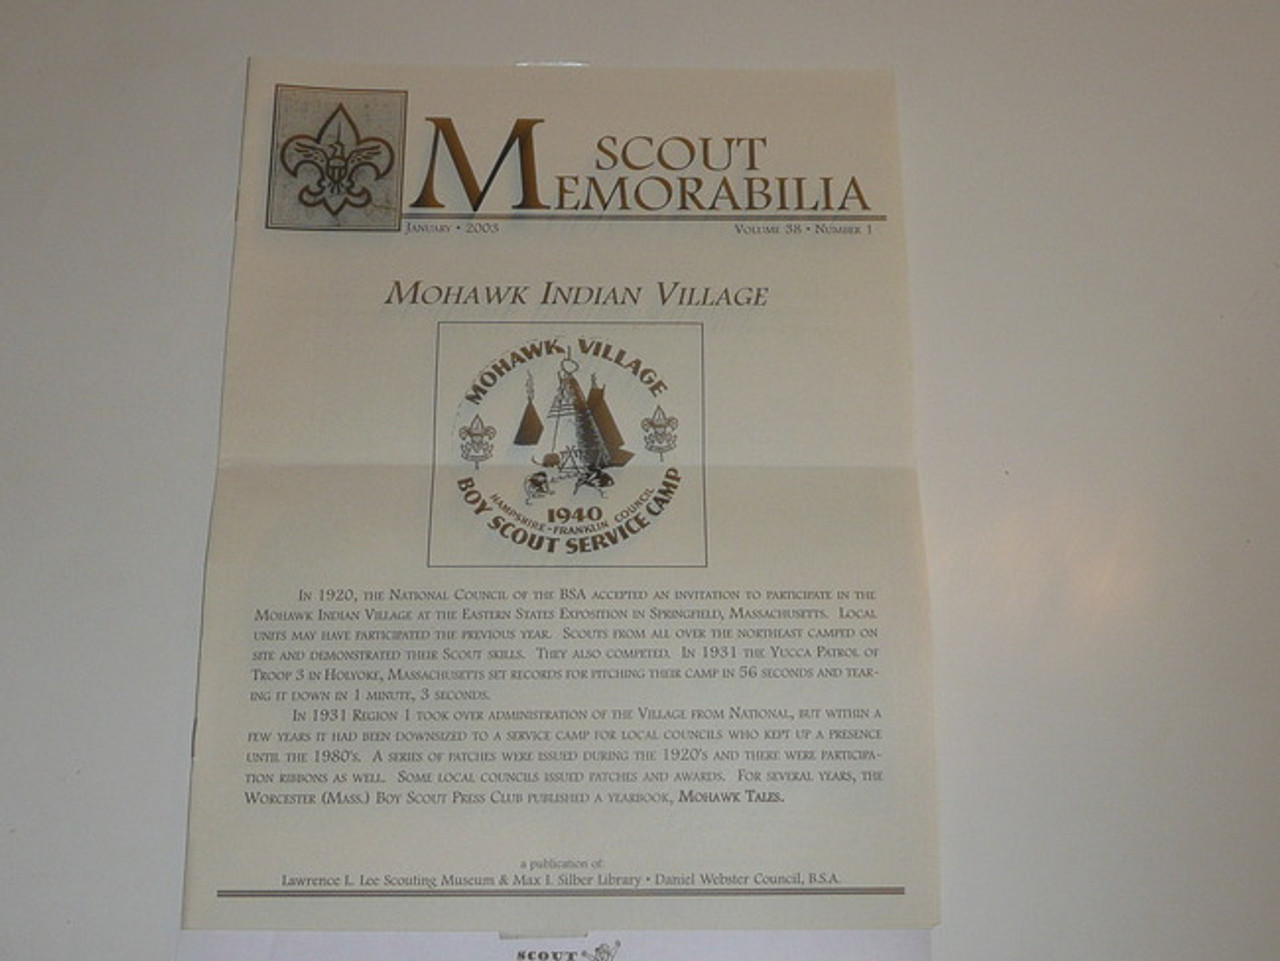 SCOUT
MEMORABILIA
JANUARY • 2003
VOLUME 38 • NUMBER 1
MOHAWK INDIAN VILLAGE
MOHAWK VILLAGE
1940
HAMPSHIRE - FRANKLIN COUNCIL
BOY SCOUT SERVICE CAMP
IN 1920, THE NATIONAL COUNCIL OF THE BSA ACCEPTED AN INVITATION TO PARTICIPATE IN THE
MOHAWK INDIAN VILLAGE AT THE EASTERN STATES EXPOSITION IN SPRINGFIELD, MASSACHUSETTS. LOCAL
UNITS MAY HAVE PARTICIPATED THE PREVIOUS YEAR. SCOUTS FROM ALL OVER THE NORTHEAST CAMPED ON
SITE AND DEMONSTRATED THEIR SCOUT SKILLS. THEY ALSO COMPETED. IN 1931 THE YUCCA PATROL OF
TROOP 3 IN HOLYOKE, MASSACHUSETTS SET RECORDS FOR PITCHING THEIR CAMP IN 56 SECONDS AND TEAR-
ING IT DOWN IN 1 MINUTE, 3 SECONDS.
IN 1931 REGION 1 TOOK OVER ADMINISTRATION OF THE VILLAGE FROM NATIONAL, BUT WITHIN A
FEW YEARS IT HAD BEEN DOWNSIZED TO A SERVICE CAMP FOR LOCAL COUNCILS WHO KEPT UP A PRESENCE
UNTIL THE 1980'S. A SERIES OF PATCHES WERE ISSUED DURING THE 1920'S AND THERE WERE PARTICIPA-
TION RIBBONS AS WELL. SOME LOCAL COUNCILS ISSUED PATCHES AND AWARDS. FOR SEVERAL YEARS, THE
WORCESTER (MASS.) BOY SCOUT PRESS CLUB PUBLISHED A YEARBOOK, MOHAWK TALES.
a publication of:
Lawrence L. Lee Scouting Museum & Max I. Silber Library • Daniel Webster Council, B.S.A.
SCOUT